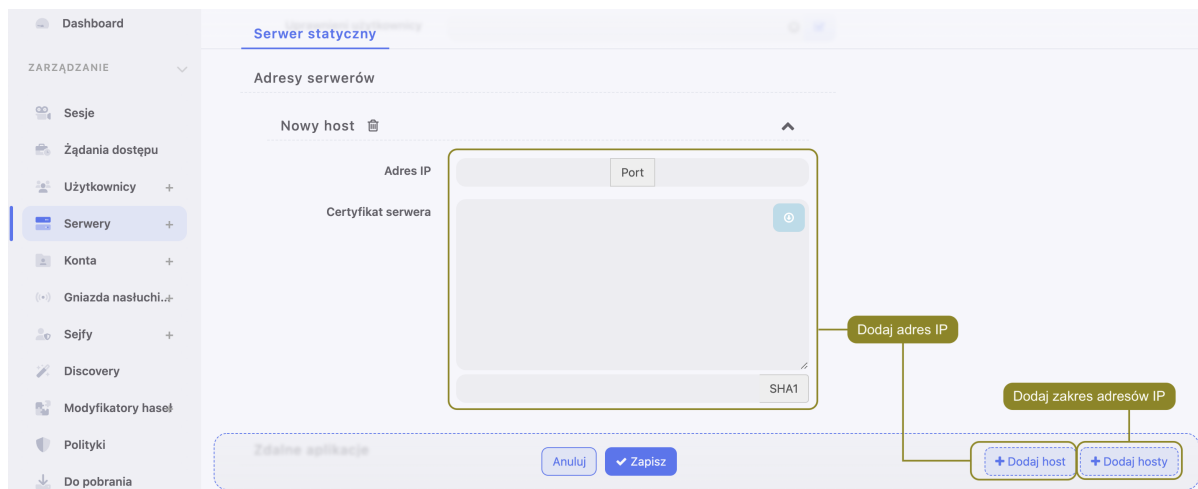 Dashboard
ZARZĄDZANIE
Sesje
Żądania dostępu
Użytkownicy +
Serwery +
Konta +
Gniazda nasłuchi..+
Sejfy +
Discovery
Modyfikatory haseł
Polityki
Do pobrania
Uprawnieni użytkownicy
Serwer statyczny
Adresy serwerów
Nowy host
Adres IP
Port
Certyfikat serwera
SHA1
Dodaj adres IP
Dodaj zakres adresów IP
Zdalne aplikacje
Anuluj
Zapisz
+ Dodaj host
+ Dodaj hosty